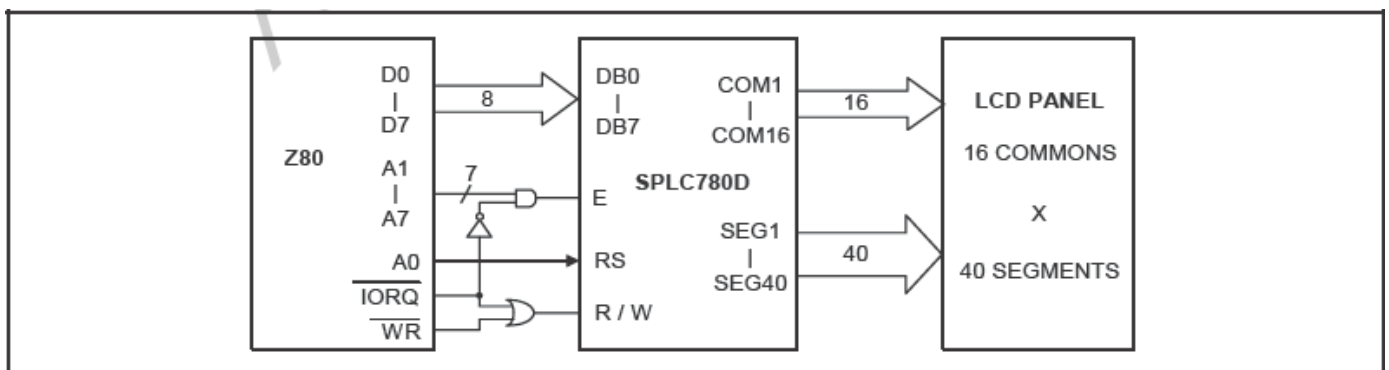 D0
|
D7
Z80
A1
|
A7
A0
IORQ
WR
8
7
DB0
|
DB7
E
RS
R / W
SPLC780D
COM1
|
COM16
SEG1
|
SEG40
16
40
LCD PANEL
16 COMMONS
X
40 SEGMENTS